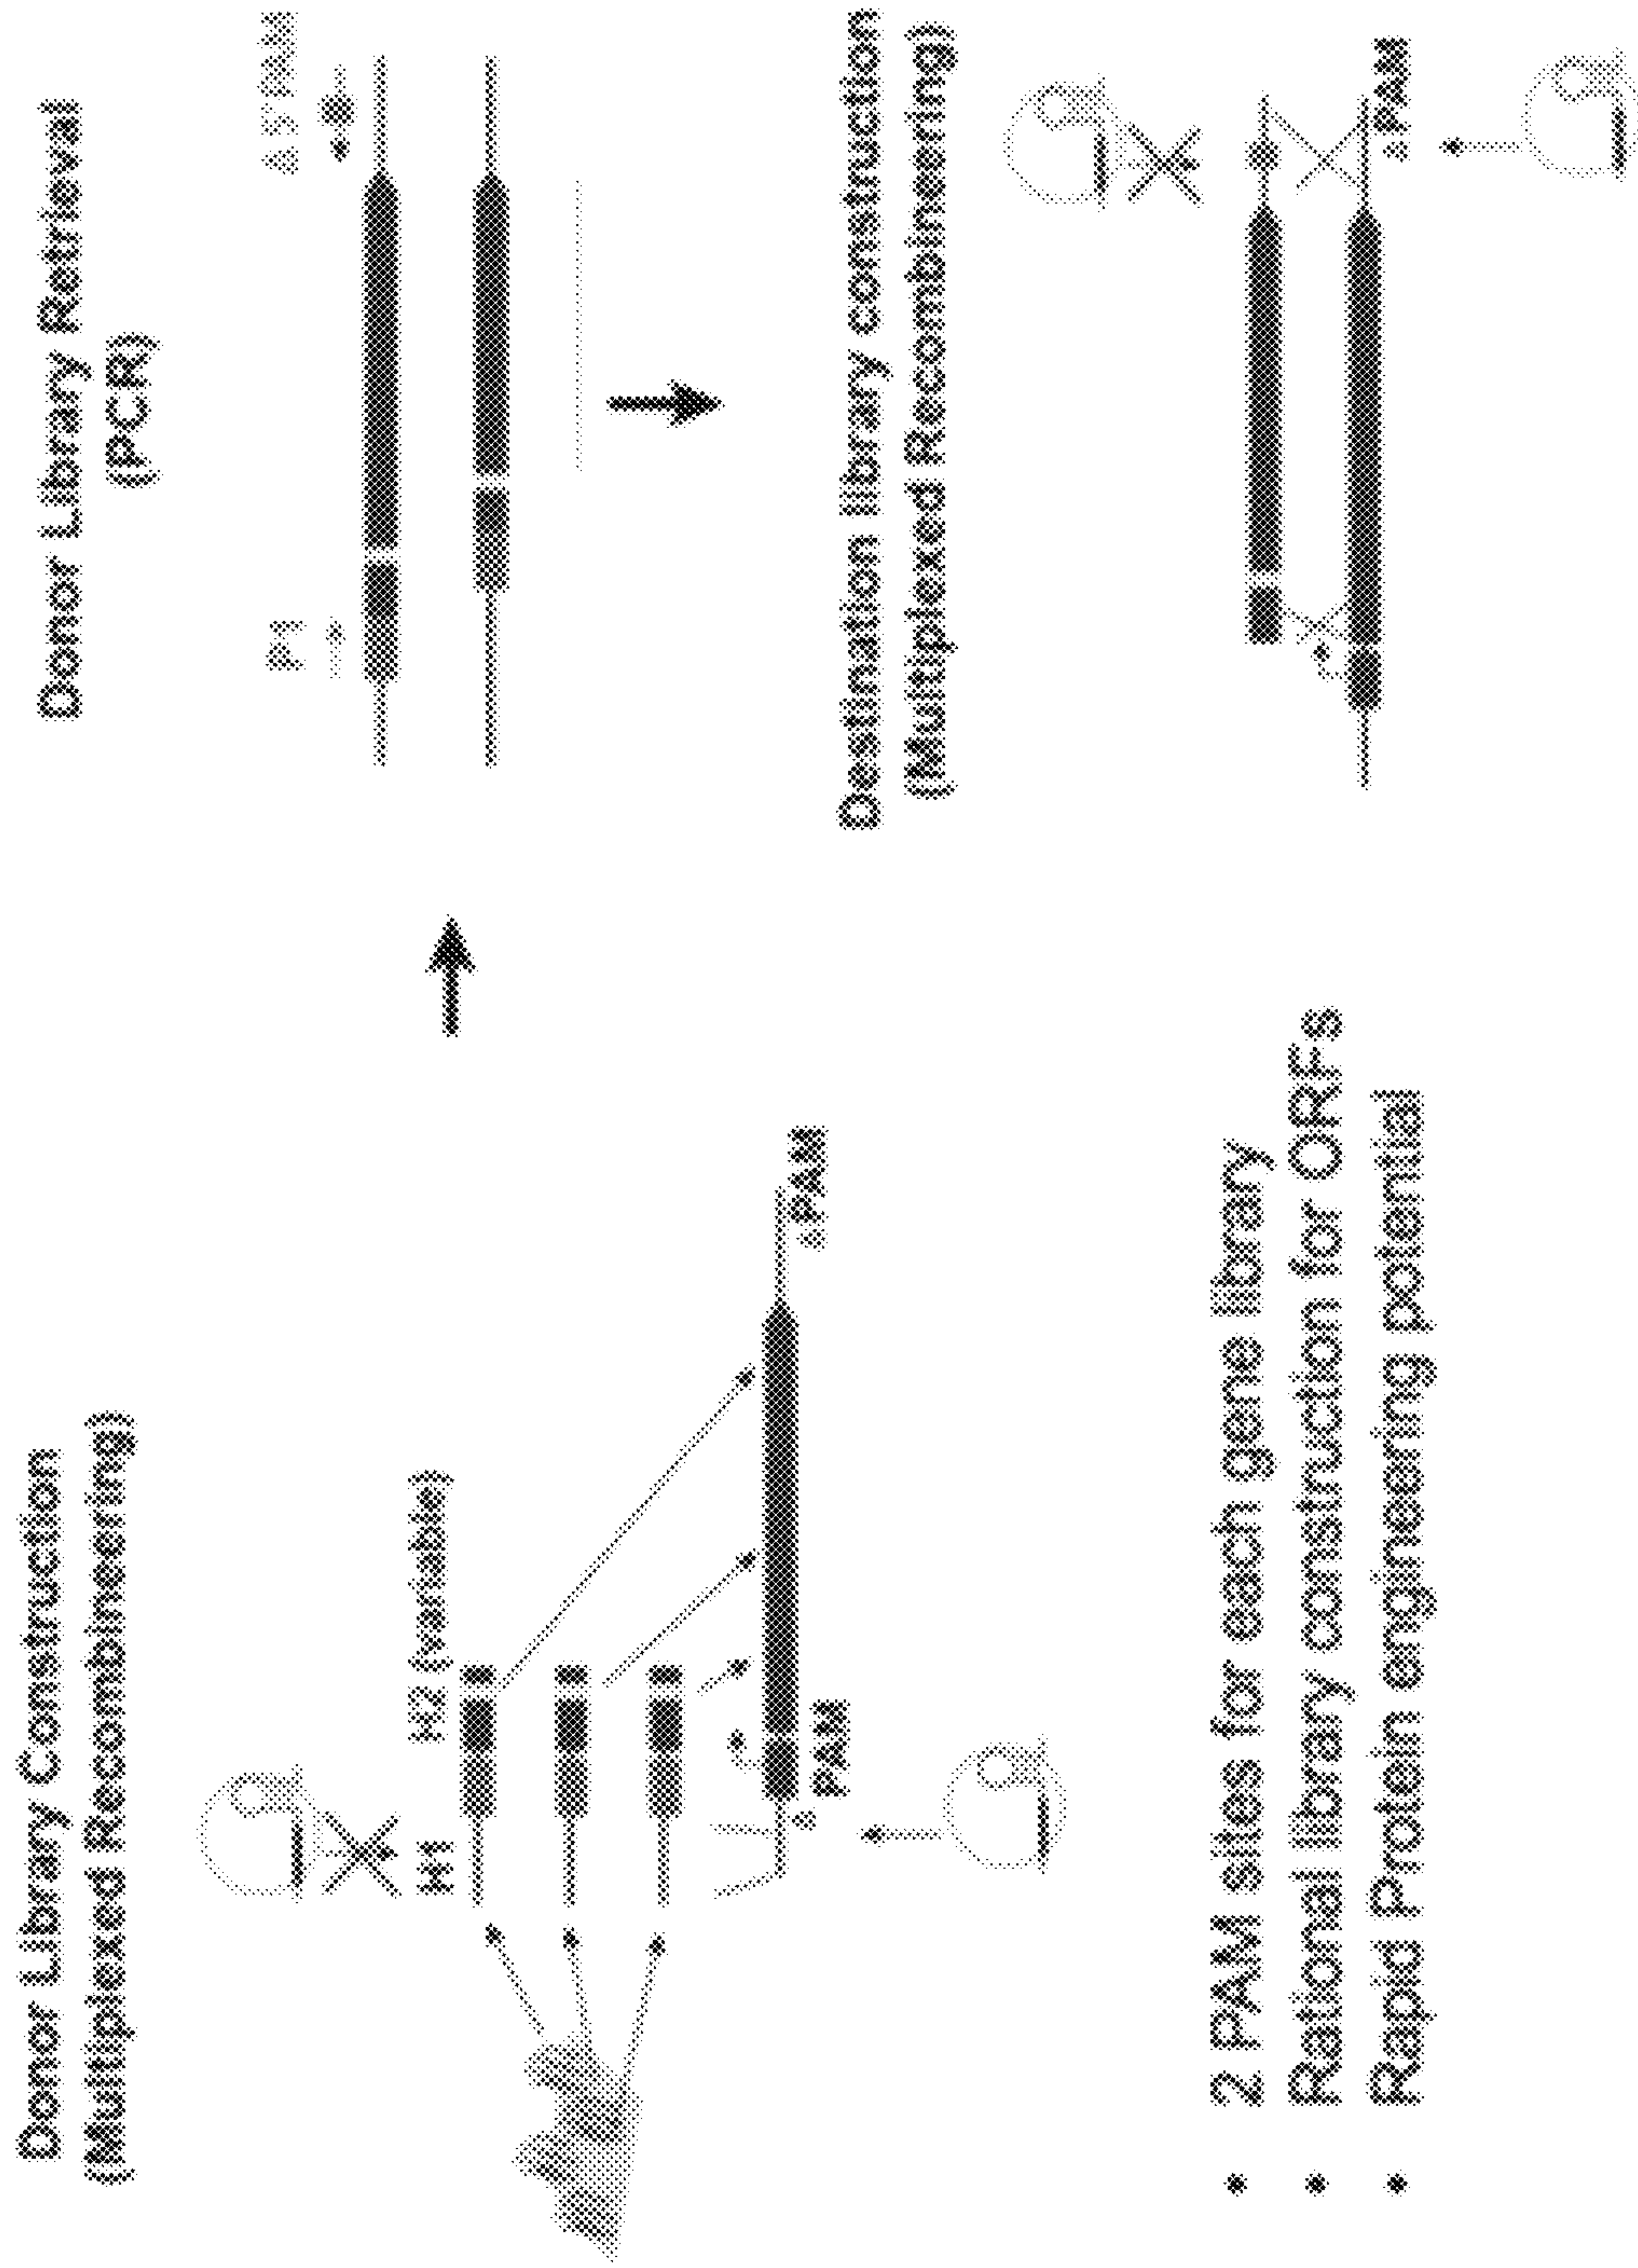 Donor Library Construction
(Multiplexed Recombineering)
H1
H2 (variable)
PAM
Δ PAM
Donor Library Retrieval
(PCR)
P1
Destination library construction
(Multiplexed Recombineering)
Δ PAM
• 2 PAM sites for each gene library
• Rational library construction for ORFs
• Rapid Protein engineering potential